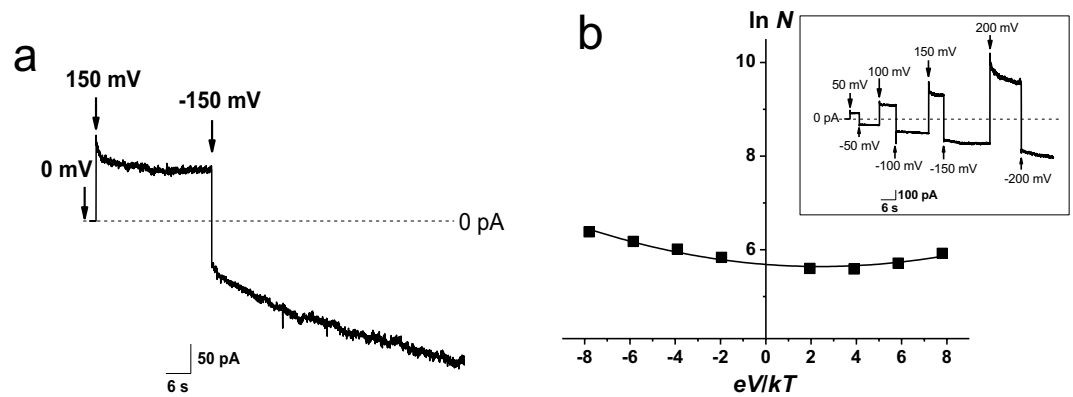 a
150 mV
-150 mV
0 mV
0 pA
50 pA
6 s
b
ln N
10
8
6
-8 -6 -4 -2 0 2 4 6 8
eV/kT
200 mV
150 mV
100 mV
50 mV
0 pA
-50 mV
-100 mV
-150 mV
-200 mV
100 pA
6 s